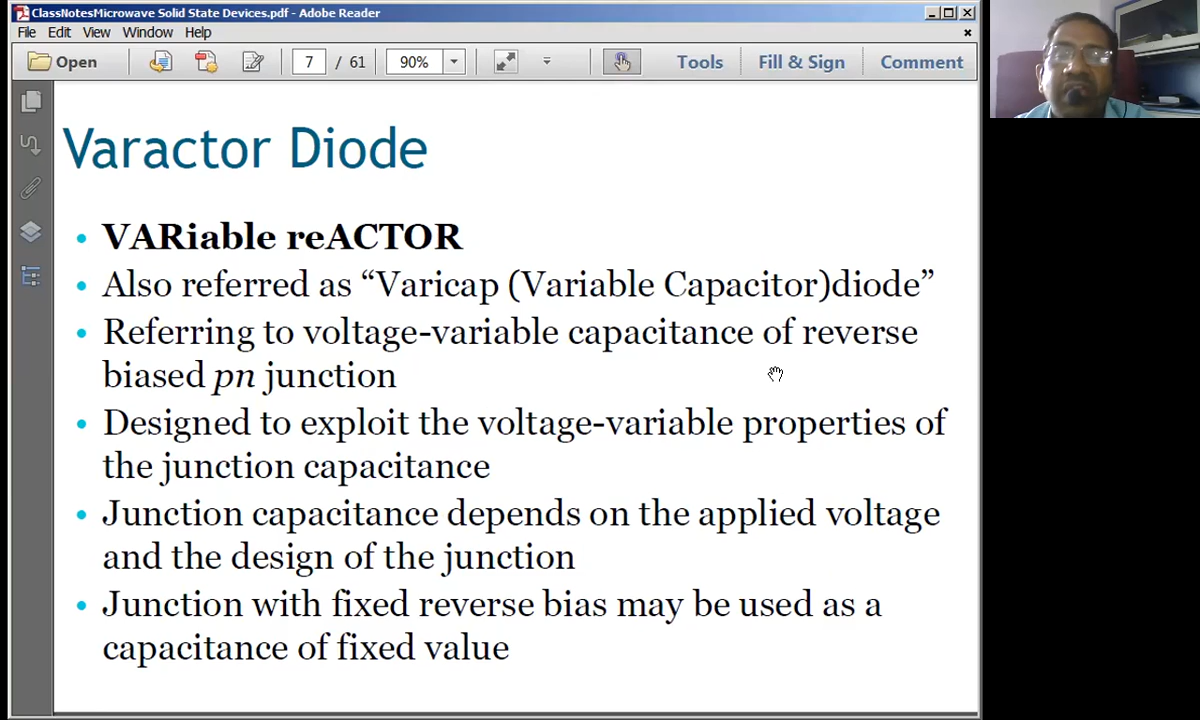 ClassNotesMicrowave Solid State Devices.pdf - Adobe Reader
File Edit View Window Help
Open 7 / 61 90% Tools Fill & Sign Comment
Varactor Diode
• VARiable reACTOR
• Also referred as “Varicap (Variable Capacitor)diode”
• Referring to voltage-variable capacitance of reverse
biased pn junction
• Designed to exploit the voltage-variable properties of
the junction capacitance
• Junction capacitance depends on the applied voltage
and the design of the junction
• Junction with fixed reverse bias may be used as a
capacitance of fixed value